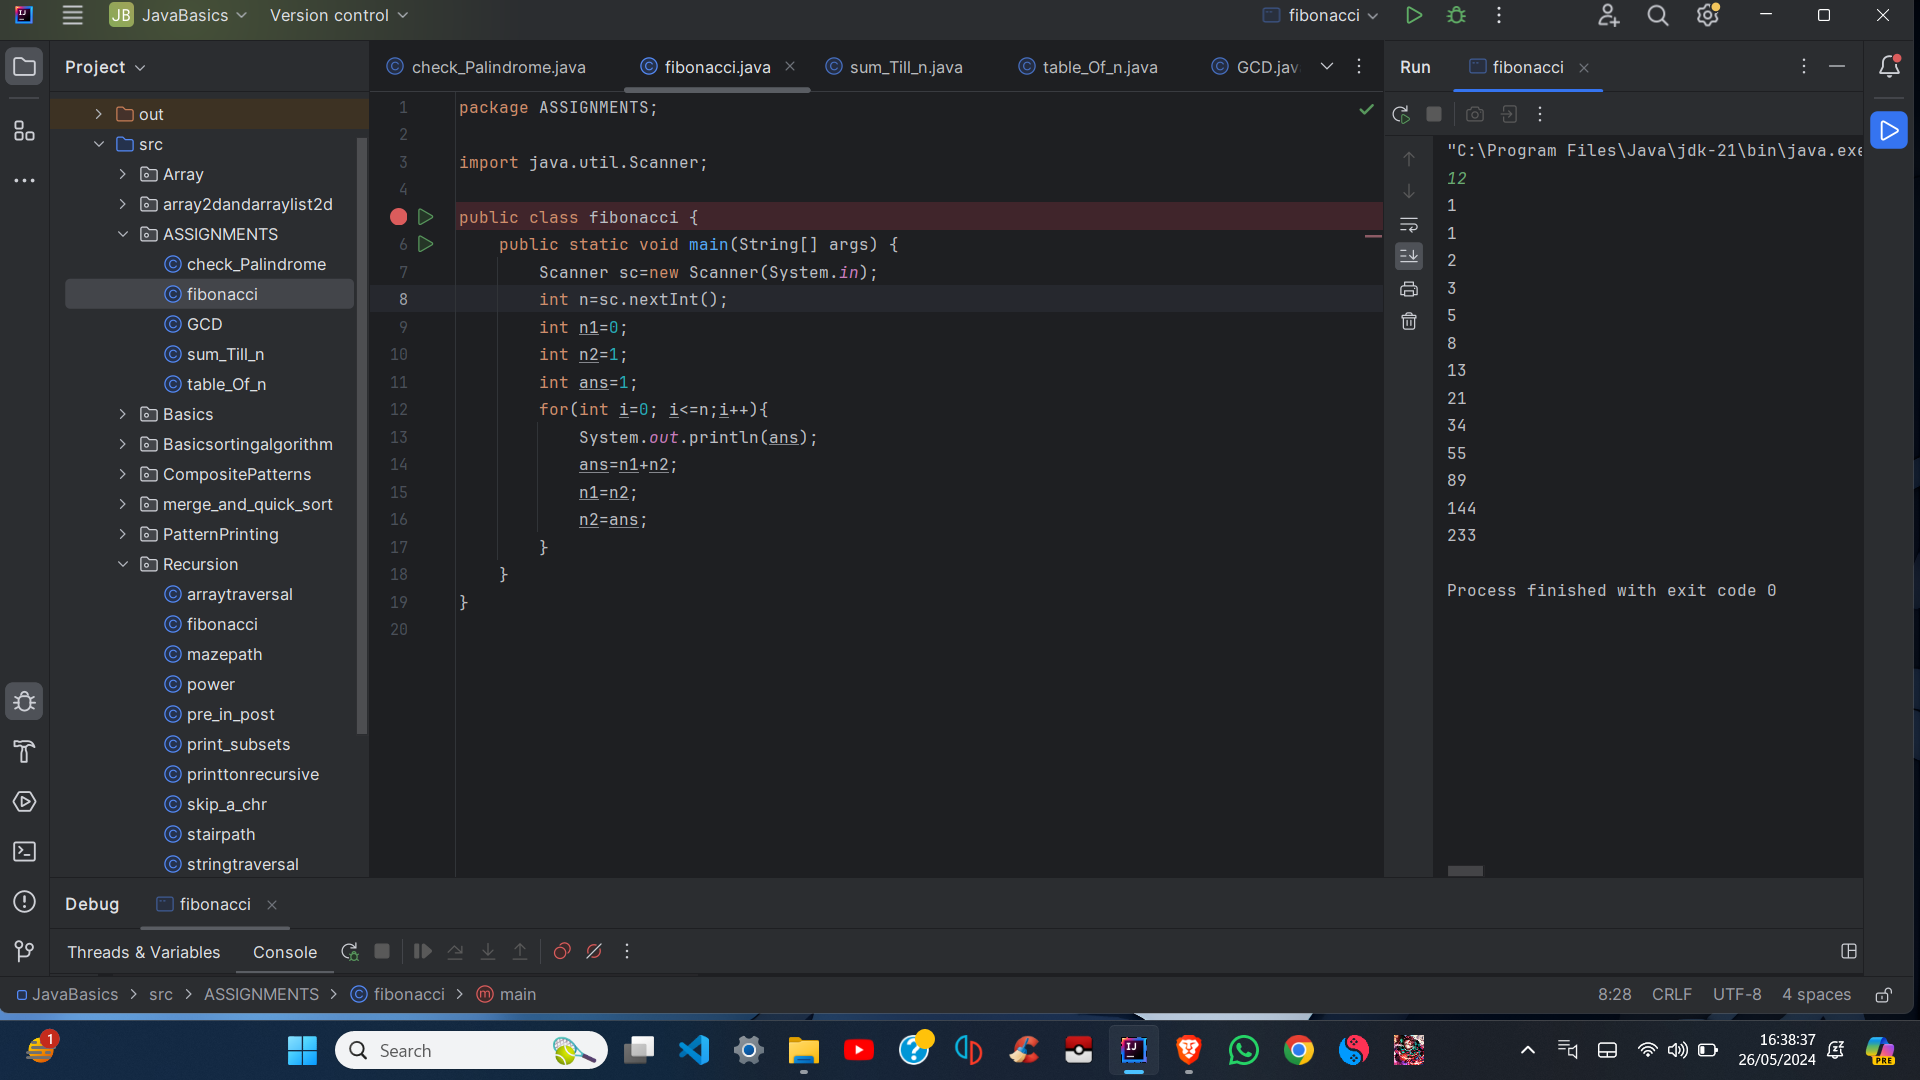 JB JavaBasics Version control fibonacci
Project
check_Palindrome.java fibonacci.java sum_Till_n.java table_Of_n.java GCD.jav
Run fibonacci
out
src
Array
array2dandarraylist2d
ASSIGNMENTS
check_Palindrome
fibonacci
GCD
sum_Till_n
table_Of_n
Basics
Basicsortingalgorithm
CompositePatterns
merge_and_quick_sort
PatternPrinting
Recursion
arraytraversal
fibonacci
mazepath
power
pre_in_post
print_subsets
printtonrecursive
skip_a_chr
stairpath
stringtraversal
1 package ASSIGNMENTS;
2
3 import java.util.Scanner;
4
public class fibonacci {
6 public static void main(String[] args) {
7 Scanner sc=new Scanner(System.in);
8 int n=sc.nextInt();
9 int n1=0;
10 int n2=1;
11 int ans=1;
12 for(int i=0; i<=n;i++){
13 System.out.println(ans);
14 ans=n1+n2;
15 n1=n2;
16 n2=ans;
17 }
18 }
19 }
20
"C:\Program Files\Java\jdk-21\bin\java.exe
12
1
1
2
3
5
8
13
21
34
55
89
144
233
Process finished with exit code 0
Debug fibonacci
Threads & Variables Console
JavaBasics > src > ASSIGNMENTS > fibonacci > main
8:28 CRLF UTF-8 4 spaces
1
Search
16:38:37
26/05/2024
PRE